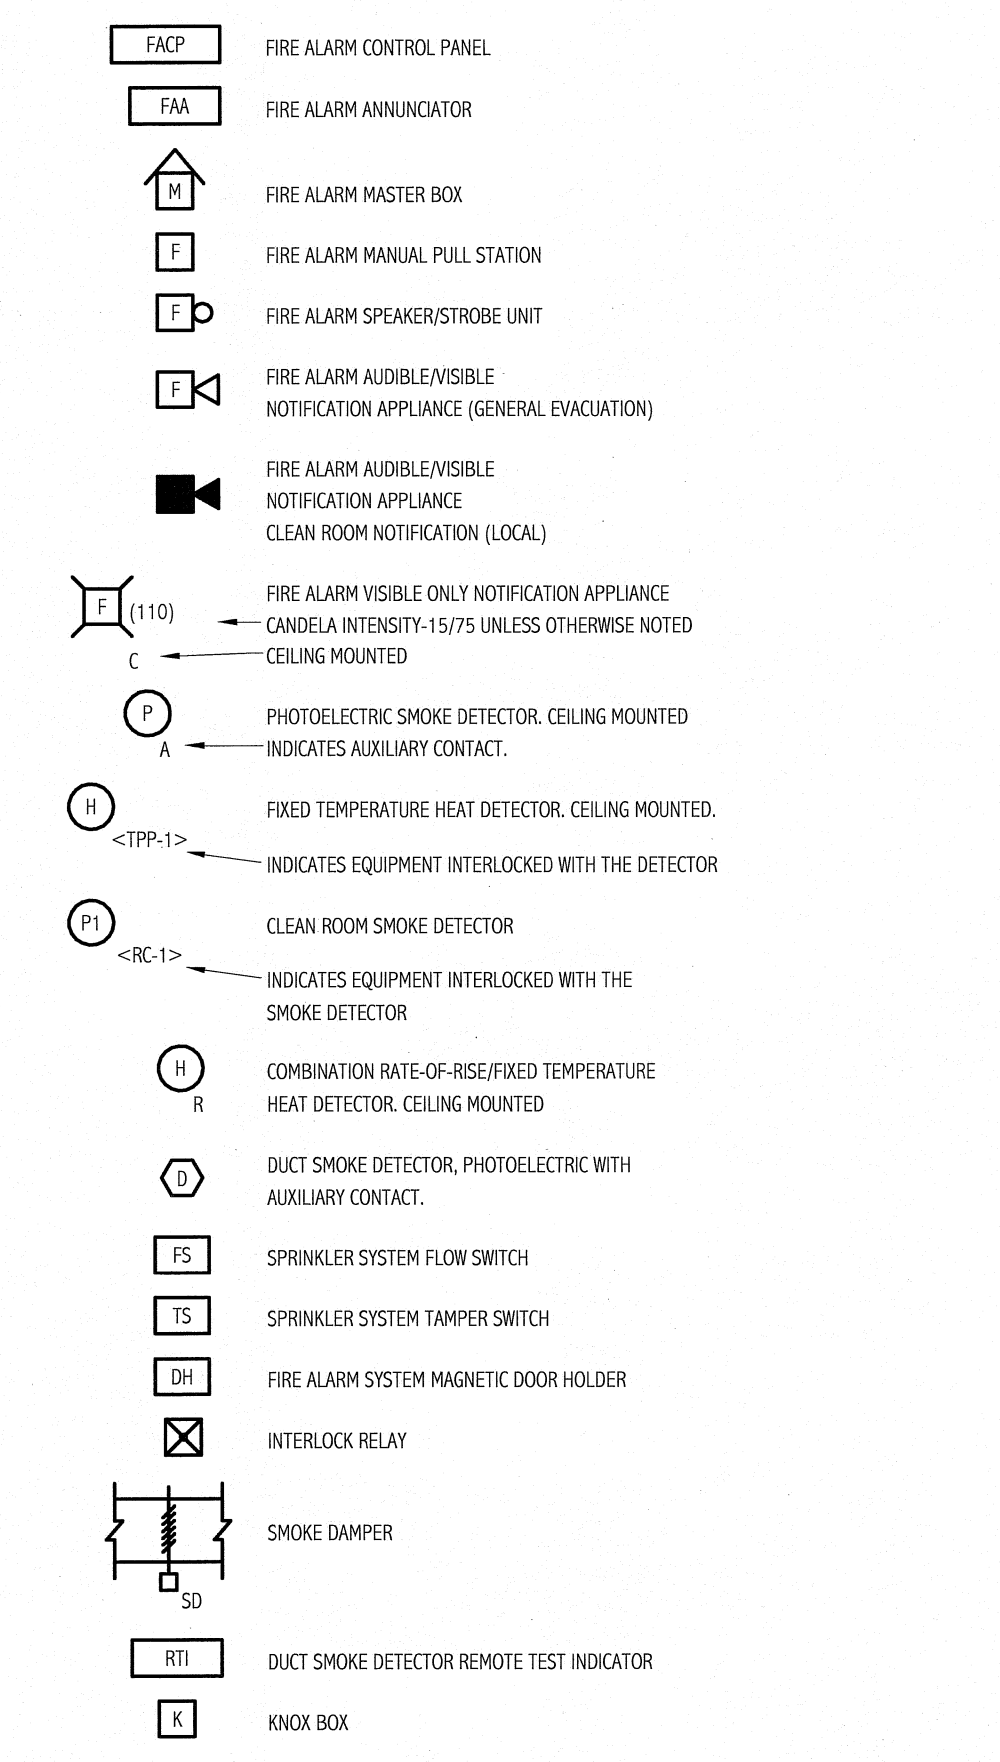 FACP FIRE ALARM CONTROL PANEL
FAA FIRE ALARM ANNUNCIATOR
M FIRE ALARM MASTER BOX
F FIRE ALARM MANUAL PULL STATION
F FIRE ALARM SPEAKER/STROBE UNIT
FIRE ALARM AUDIBLE/VISIBLE
F NOTIFICATION APPLIANCE (GENERAL EVACUATION)
FIRE ALARM AUDIBLE/VISIBLE
NOTIFICATION APPLIANCE
CLEAN ROOM NOTIFICATION (LOCAL)
FIRE ALARM VISIBLE ONLY NOTIFICATION APPLIANCE
F (110) CANDELA INTENSITY-15/75 UNLESS OTHERWISE NOTED
C CEILING MOUNTED
P PHOTOELECTRIC SMOKE DETECTOR. CEILING MOUNTED
A INDICATES AUXILIARY CONTACT.
H FIXED TEMPERATURE HEAT DETECTOR. CEILING MOUNTED.
<TPP-1>
INDICATES EQUIPMENT INTERLOCKED WITH THE DETECTOR
P1 CLEAN ROOM SMOKE DETECTOR
<RC-1>
INDICATES EQUIPMENT INTERLOCKED WITH THE
SMOKE DETECTOR
H COMBINATION RATE-OF-RISE/FIXED TEMPERATURE
R HEAT DETECTOR. CEILING MOUNTED
DUCT SMOKE DETECTOR, PHOTOELECTRIC WITH
D AUXILIARY CONTACT.
FS SPRINKLER SYSTEM FLOW SWITCH
TS SPRINKLER SYSTEM TAMPER SWITCH
DH FIRE ALARM SYSTEM MAGNETIC DOOR HOLDER
INTERLOCK RELAY
SMOKE DAMPER
SD
RTI DUCT SMOKE DETECTOR REMOTE TEST INDICATOR
K KNOX BOX